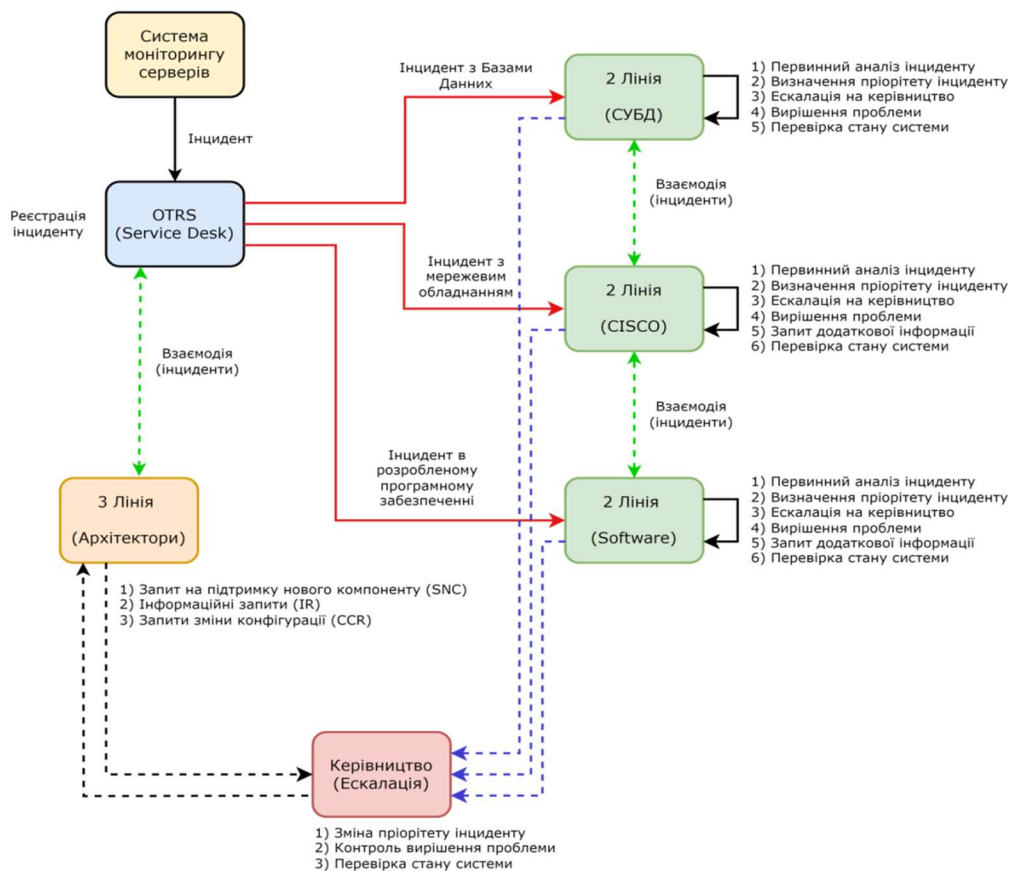 Система
моніторингу
серверів
Інцидент
Реєстрація
інциденту
OTRS
(Service Desk)
Інцидент з Базами
Данних
2 Лінія
(СУБД)
1) Первинний аналіз інциденту
2) Визначення пріорітету інциденту
3) Ескалація на керівництво
4) Вирішення проблеми
5) Перевірка стану системи
Взаємодія
(інциденти)
Інцидент з
мережевим
обладнанням
2 Лінія
(CISCO)
1) Первинний аналіз інциденту
2) Визначення пріорітету інциденту
3) Ескалація на керівництво
4) Вирішення проблеми
5) Запит додаткової інформації
6) Перевірка стану системи
Взаємодія
(інциденти)
Взаємодія
(інциденти)
Інцидент в
розробленому
програмному
забезпеченні
2 Лінія
(Software)
1) Первинний аналіз інциденту
2) Визначення пріорітету інциденту
3) Ескалація на керівництво
4) Вирішення проблеми
5) Запит додаткової інформації
6) Перевірка стану системи
3 Лінія
(Архітектори)
1) Запит на підтримку нового компоненту (SNC)
2) Інформаційні запити (IR)
3) Запити зміни конфігурації (CCR)
Керівництво
(Ескалація)
1) Зміна пріорітету інциденту
2) Контроль вирішення проблеми
3) Перевірка стану системи